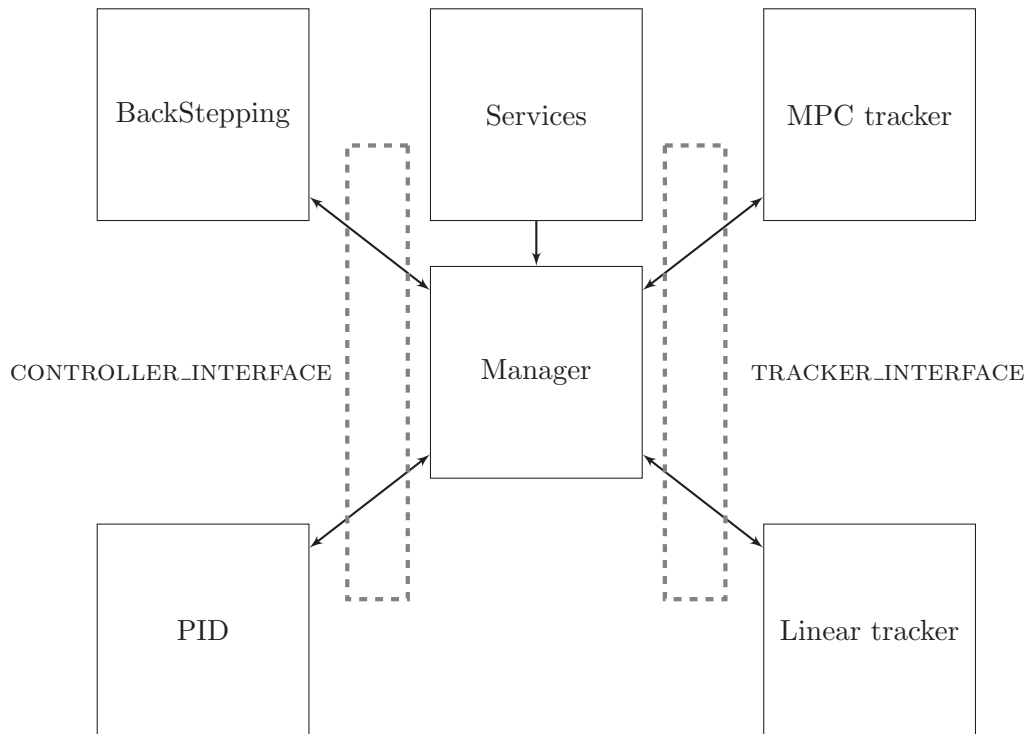 BackStepping
Services
MPC tracker
CONTROLLER_INTERFACE
Manager
TRACKER_INTERFACE
PID
Linear tracker